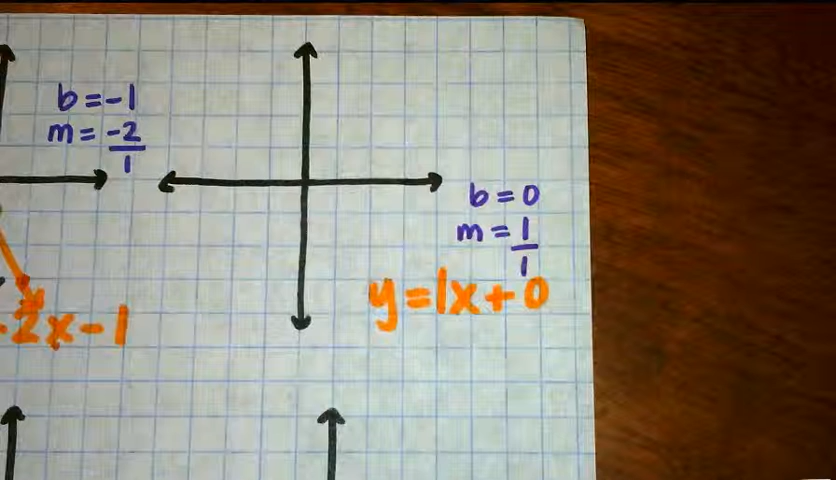 b = -1
m = -2
1
2x - 1
b = 0
m = 1
1
y = 1x + 0